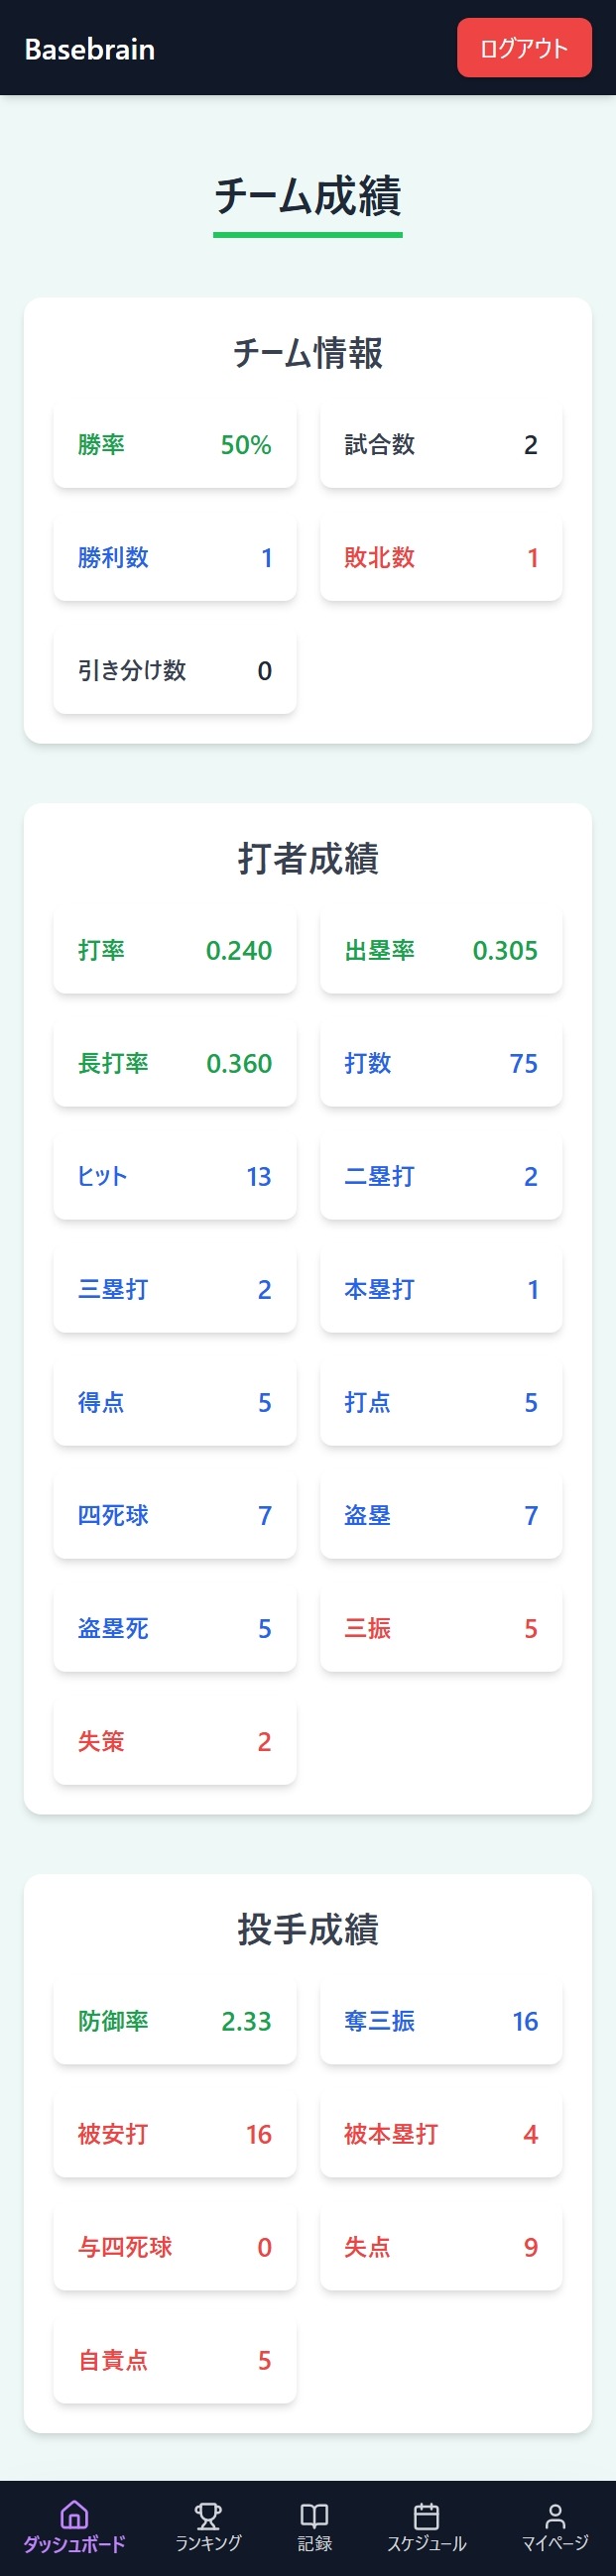 Basebrain
ログアウト
チーム成績
チーム情報
勝率 50%
試合数 2
勝利数 1
敗北数 1
引き分け数 0
打者成績
打率 0.240
出塁率 0.305
長打率 0.360
打数 75
ヒット 13
二塁打 2
三塁打 2
本塁打 1
得点 5
打点 5
四死球 7
盗塁 7
盗塁死 5
三振 5
失策 2
投手成績
防御率 2.33
奪三振 16
被安打 16
被本塁打 4
与四死球 0
失点 9
自責点 5
ダッシュボード
ランキング
記録
スケジュール
マイページ